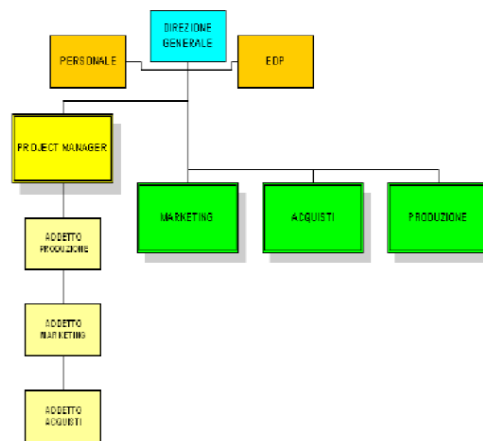 DIREZIONE
GENERALE
PERSONALE
EDP
PROJECT MANAGER
MARKETING
ACQUISTI
PRODUZIONE
ADDETTO
PRODUZIONE
ADDETTO
MARKETING
ADDETTO
ACQUISTI